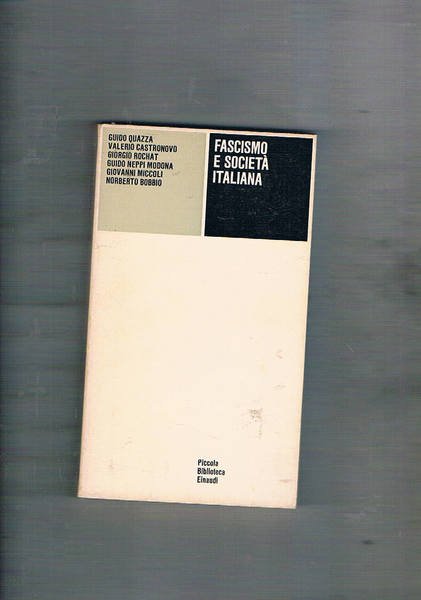 GUIDO QUAZZA
VALERIO CASTRONOVO
GIORGIO ROCHAT
GUIDO NEPPI MODONA
GIOVANNI MICCOLI
NORBERTO BOBBIO
FASCISMO
E SOCIETÀ
ITALIANA
Piccola
Biblioteca
Einaudi